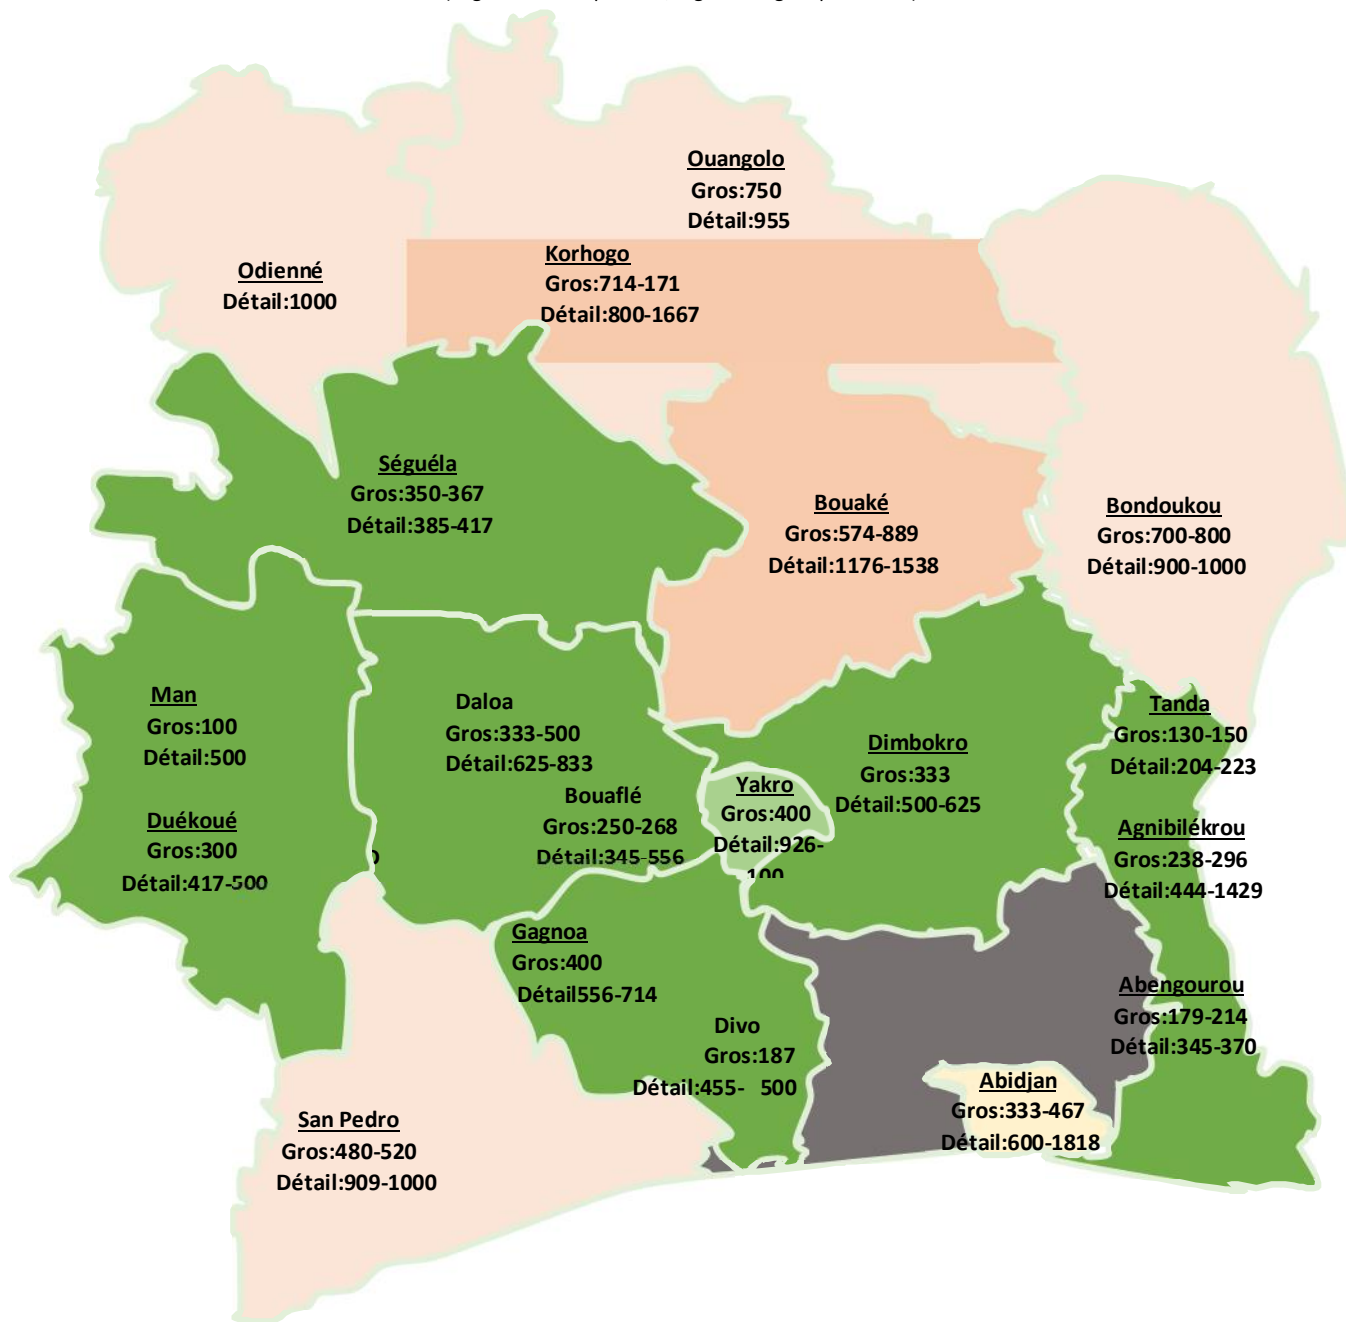 Ouangolo
Gros:750
Détail:955
Korhogo
Gros:714-171
Détail:800-1667
Odienné
Détail:1000
Séguéla
Gros:350-367
Détail:385-417
Bouaké
Gros:574-889
Détail:1176-1538
Bondoukou
Gros:700-800
Détail:900-1000
Man
Gros:100
Détail:500
Daloa
Gros:333-500
Détail:625-833
Tanda
Gros:130-150
Détail:204-223
Dimbokro
Gros:333
Détail:500-625
Yakro
Gros:400
Détail:926-
100
Bouaflé
Gros:250-268
Détail:345-556
Duékoué
Gros:300
Détail:417-500
Agnibilékrou
Gros:238-296
Détail:444-1429
Gagnoa
Gros:400
Détail556-714
Abengourou
Gros:179-214
Détail:345-370
Divo
Gros:187
Détail:455- 500
Abidjan
Gros:333-467
Détail:600-1818
San Pedro
Gros:480-520
Détail:909-1000